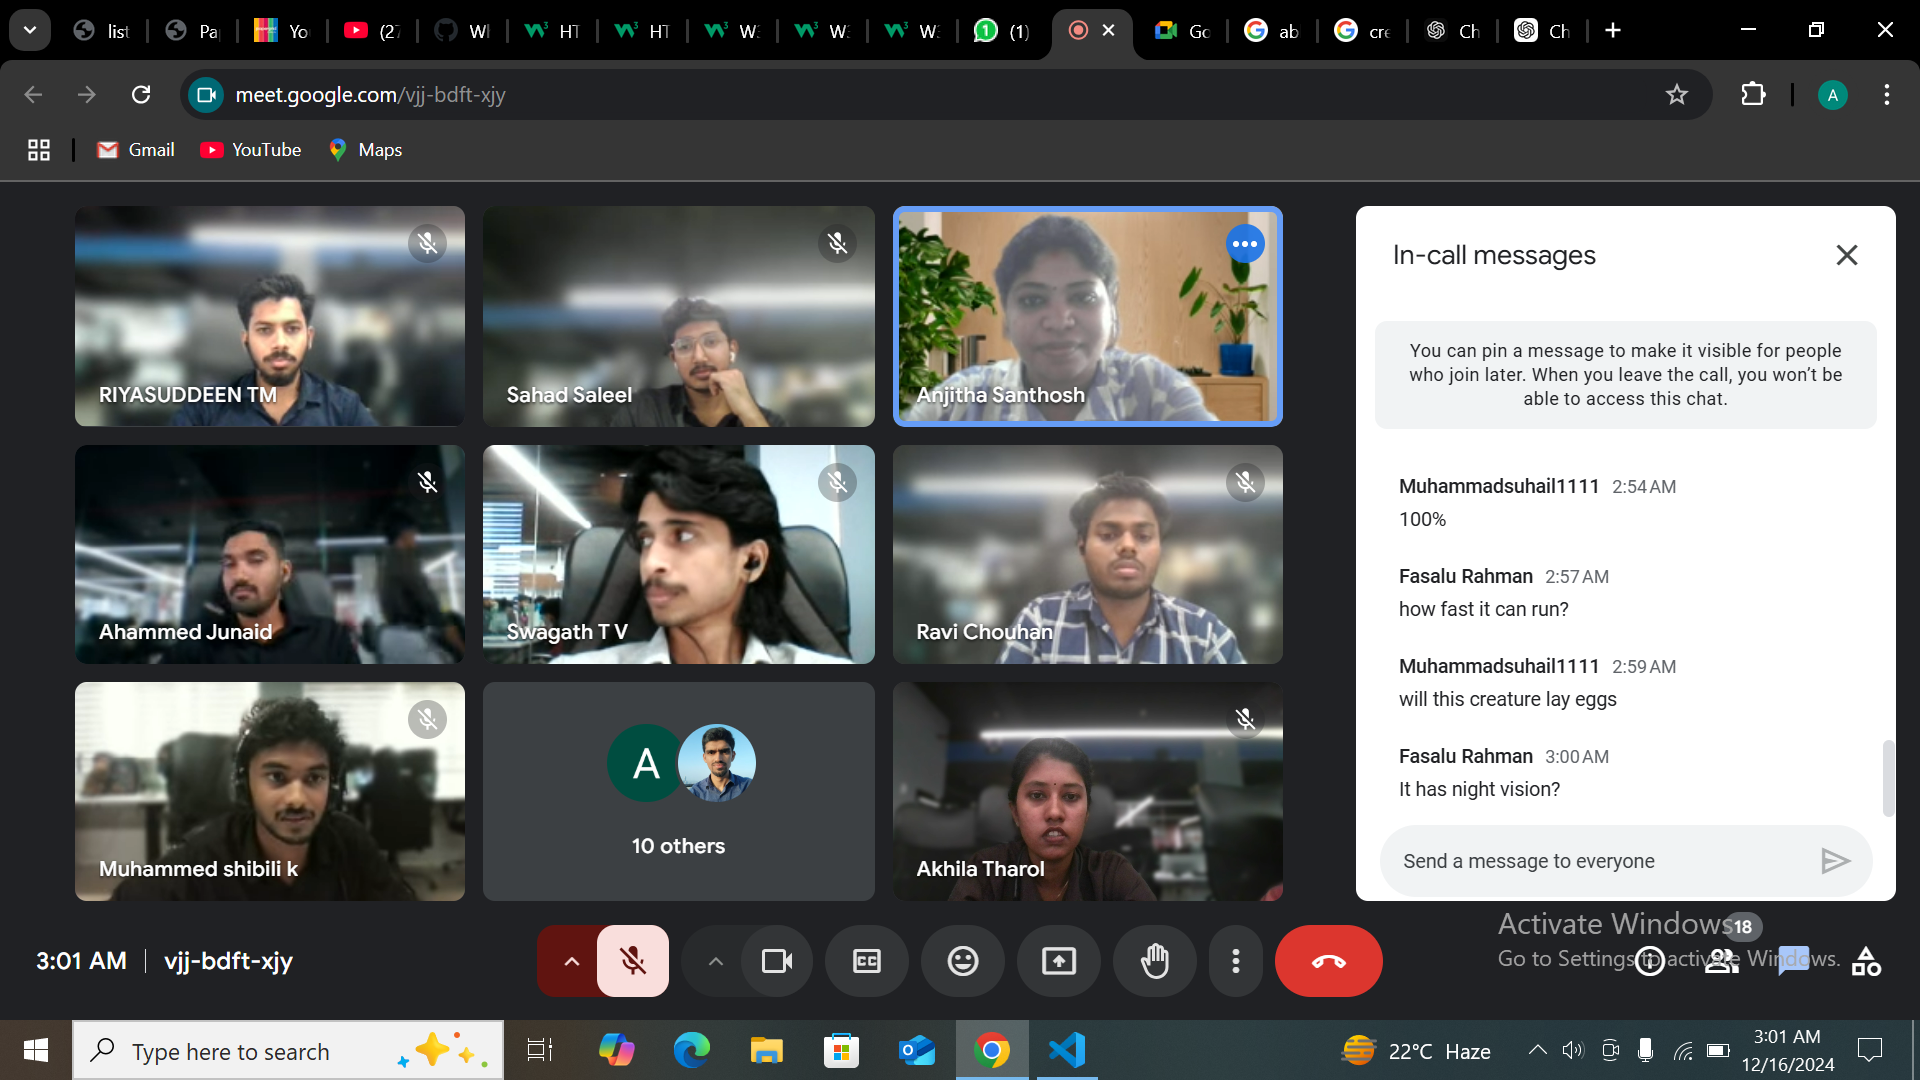 list
Pa
Yo
(27
Wh
HT
HT
W3
W3
W3
(1)
Go
ab
cre
Ch
Ch
meet.google.com/vjj-bdft-xjy
A
Gmail
YouTube
Maps
RIYASUDDEEN TM
Sahad Saleel
Anjitha Santhosh
Ahammed Junaid
Swagath T V
Ravi Chouhan
Muhammed shibili k
A
10 others
Akhila Tharol
In-call messages
You can pin a message to make it visible for people
who join later. When you leave the call, you won’t be
able to access this chat.
Muhammadsuhail1111 2:54 AM
100%
Fasalu Rahman 2:57 AM
how fast it can run?
Muhammadsuhail1111 2:59 AM
will this creature lay eggs
Fasalu Rahman 3:00 AM
It has night vision?
Send a message to everyone
Activate Windows
Go to Settings to activate Windows.
18
3:01 AM
vjj-bdft-xjy
CC
Type here to search
22°C Haze
3:01 AM
12/16/2024